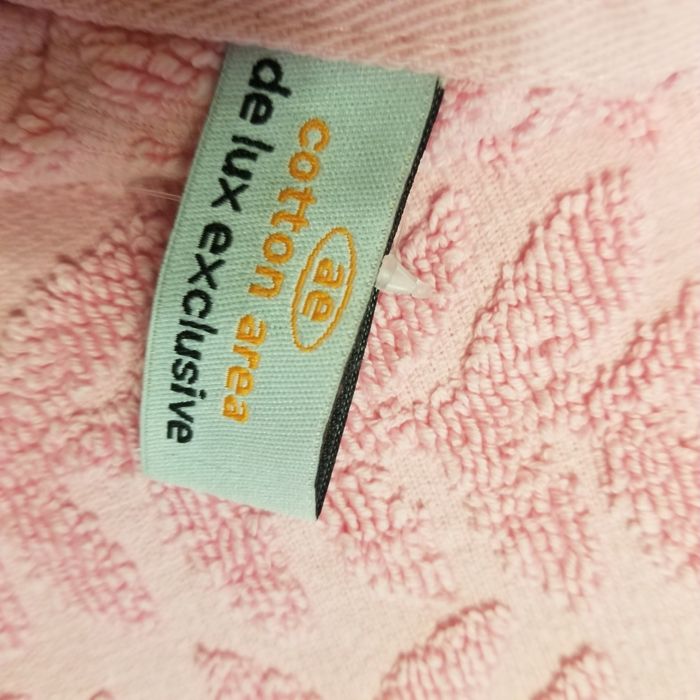 ae
cotton area
de lux exclusive